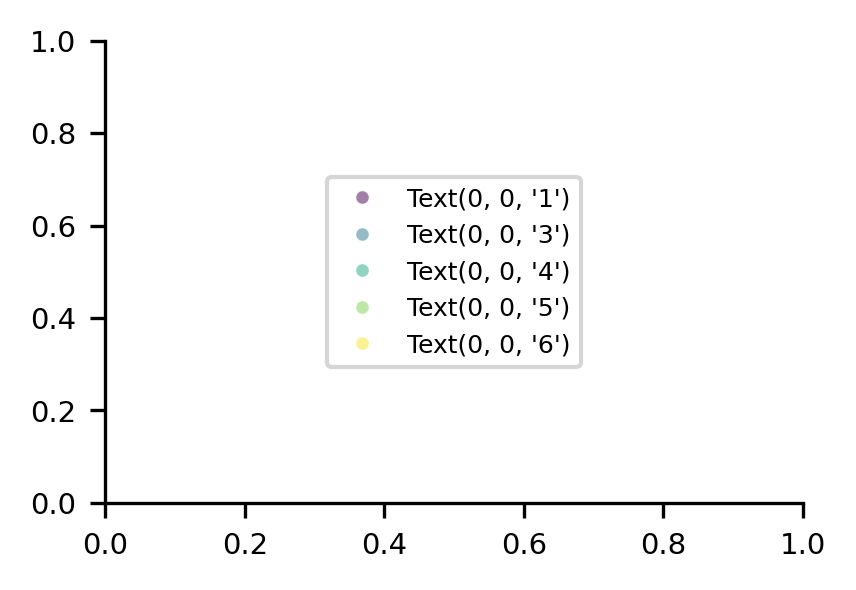 1.0
0.8
0.6
0.4
0.2
0.0
Text(0, 0, '1')
Text(0, 0, '3')
Text(0, 0, '4')
Text(0, 0, '5')
Text(0, 0, '6')
0.0 0.2 0.4 0.6 0.8 1.0